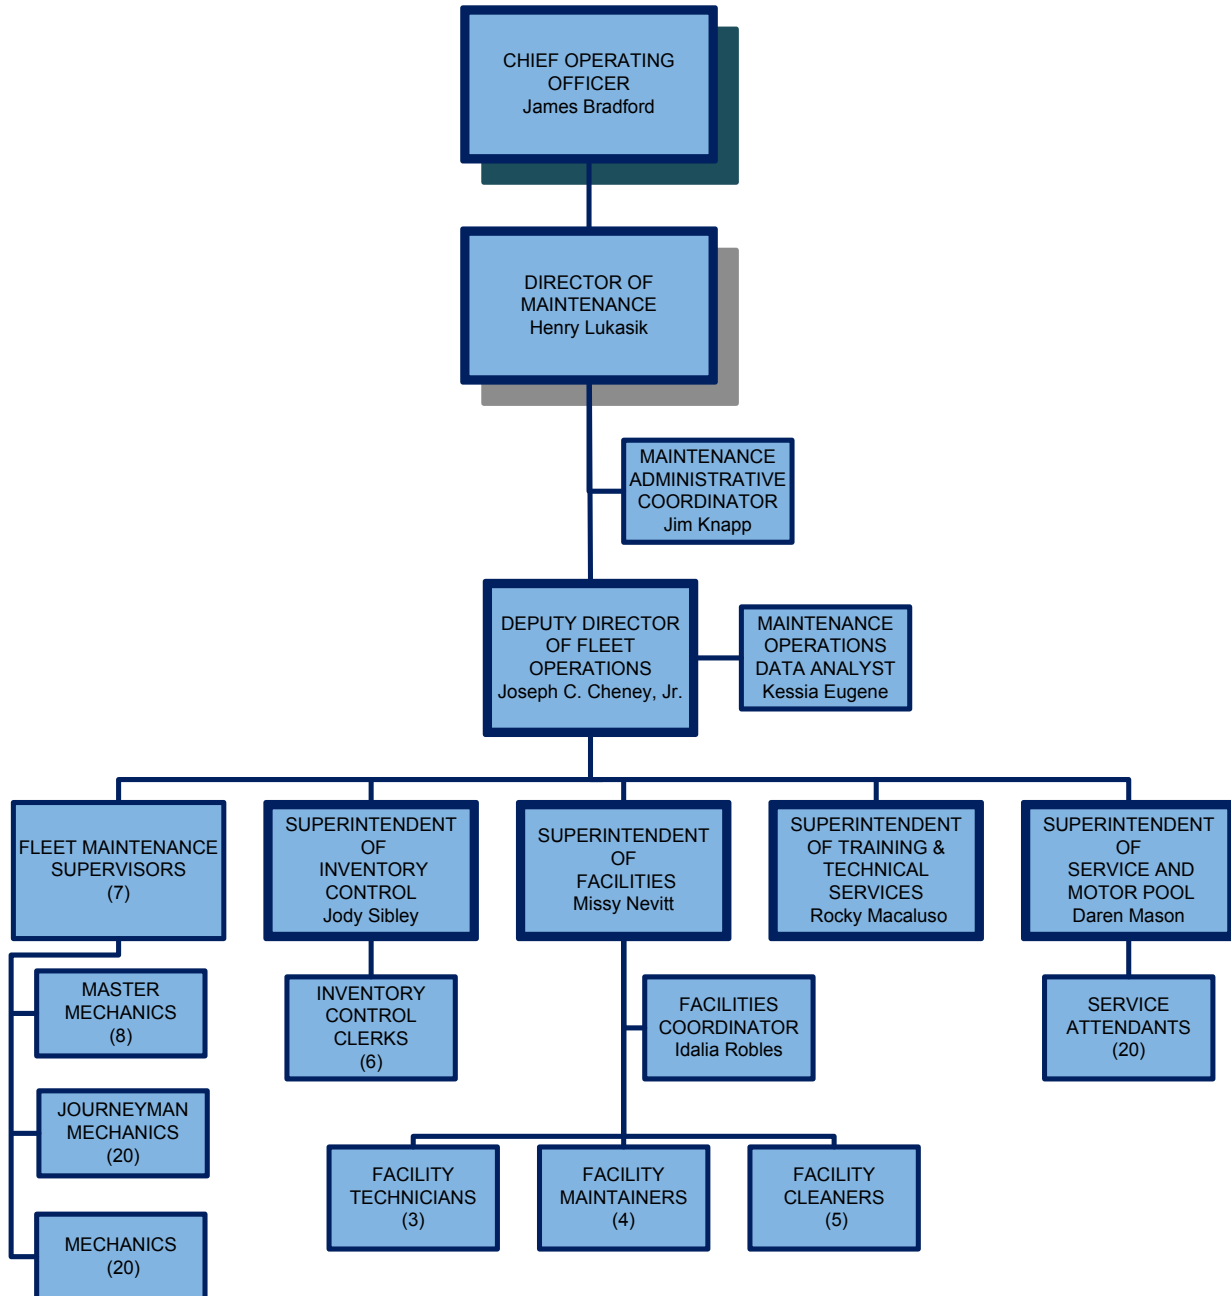 CHIEF OPERATING
OFFICER
James Bradford
DIRECTOR OF
MAINTENANCE
Henry Lukasik
MAINTENANCE
ADMINISTRATIVE
COORDINATOR
Jim Knapp
DEPUTY DIRECTOR
OF FLEET
OPERATIONS
Joseph C. Cheney, Jr.
MAINTENANCE
OPERATIONS
DATA ANALYST
Kessia Eugene
FLEET MAINTENANCE
SUPERVISORS
(7)
SUPERINTENDENT
OF
INVENTORY
CONTROL
Jody Sibley
SUPERINTENDENT
OF
FACILITIES
Missy Nevitt
SUPERINTENDENT
OF TRAINING &
TECHNICAL
SERVICES
Rocky Macaluso
SUPERINTENDENT
OF
SERVICE AND
MOTOR POOL
Daren Mason
MASTER
MECHANICS
(8)
INVENTORY
CONTROL
CLERKS
(6)
FACILITIES
COORDINATOR
Idalia Robles
SERVICE
ATTENDANTS
(20)
JOURNEYMAN
MECHANICS
(20)
FACILITY
TECHNICIANS
(3)
FACILITY
MAINTAINERS
(4)
FACILITY
CLEANERS
(5)
MECHANICS
(20)